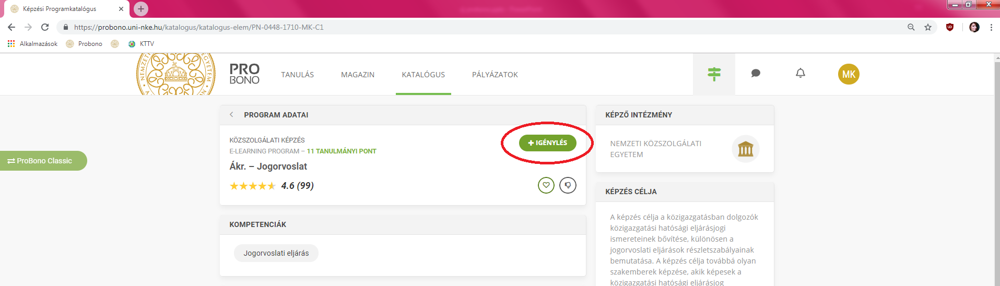 Képzési Programkatalógus
https://probono.uni-nke.hu/katalogus/katalogus-elem/PN-0448-1710-MK-C1
Alkalmazások Probono KTTV
NEMZETI EGYETEM
PRO BONO
TANULÁS MAGAZIN KATALÓGUS PÁLYÁZATOK
MK
PROGRAM ADATAI
KÖZSZOLGÁLATI KÉPZÉS
E-LEARNING PROGRAM – 11 TANULMÁNYI PONT
Ákr. – Jogorvoslat
4.6 (99)
+ IGÉNYLÉS
ProBono Classic
KOMPETENCIÁK
Jogorvoslati eljárás
KÉPZŐ INTÉZMÉNY
NEMZETI KÖZSZOLGÁLATI
EGYETEM
KÉPZÉS CÉLJA
A képzés célja a közigazgatásban dolgozók
közigazgatási hatósági eljárásjogi
ismereteinek bővítése, különösen a
jogorvoslati eljárások részletszabályainak
bemutatása. A képzés célja továbbá olyan
szakemberek képzése, akik képesek a
közigazgatási hatósági eljárásjog